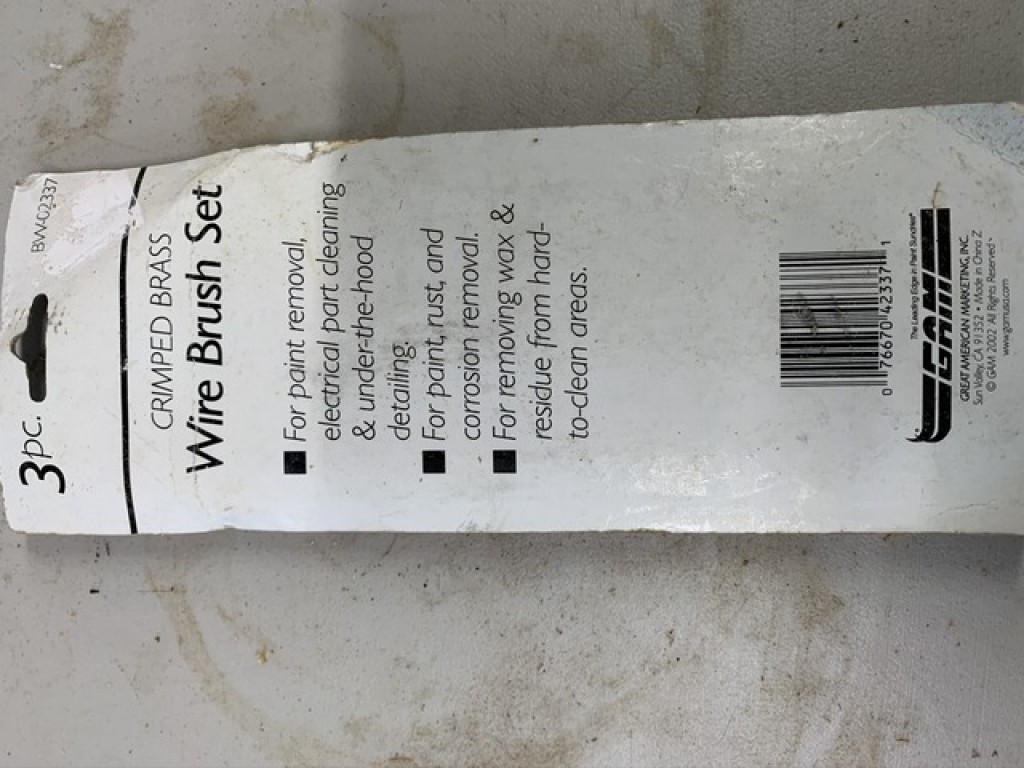 3pc.
BW-02337
CRIMPED BRASS
Wire Brush Set
■ For paint removal,
electrical part cleaning
& under-the-hood
detailing.
■ For paint, rust, and
corrosion removal.
■ For removing wax &
residue from hard-
to-clean areas.
0 76670 42337 1
The Leading Edge in Paint Sundries
GAM
GREAT AMERICAN MARKETING, INC.
Sun Valley, CA 91352 • Made in China Z
© GAM 2002. All Rights Reserved.
www.gamusa.com